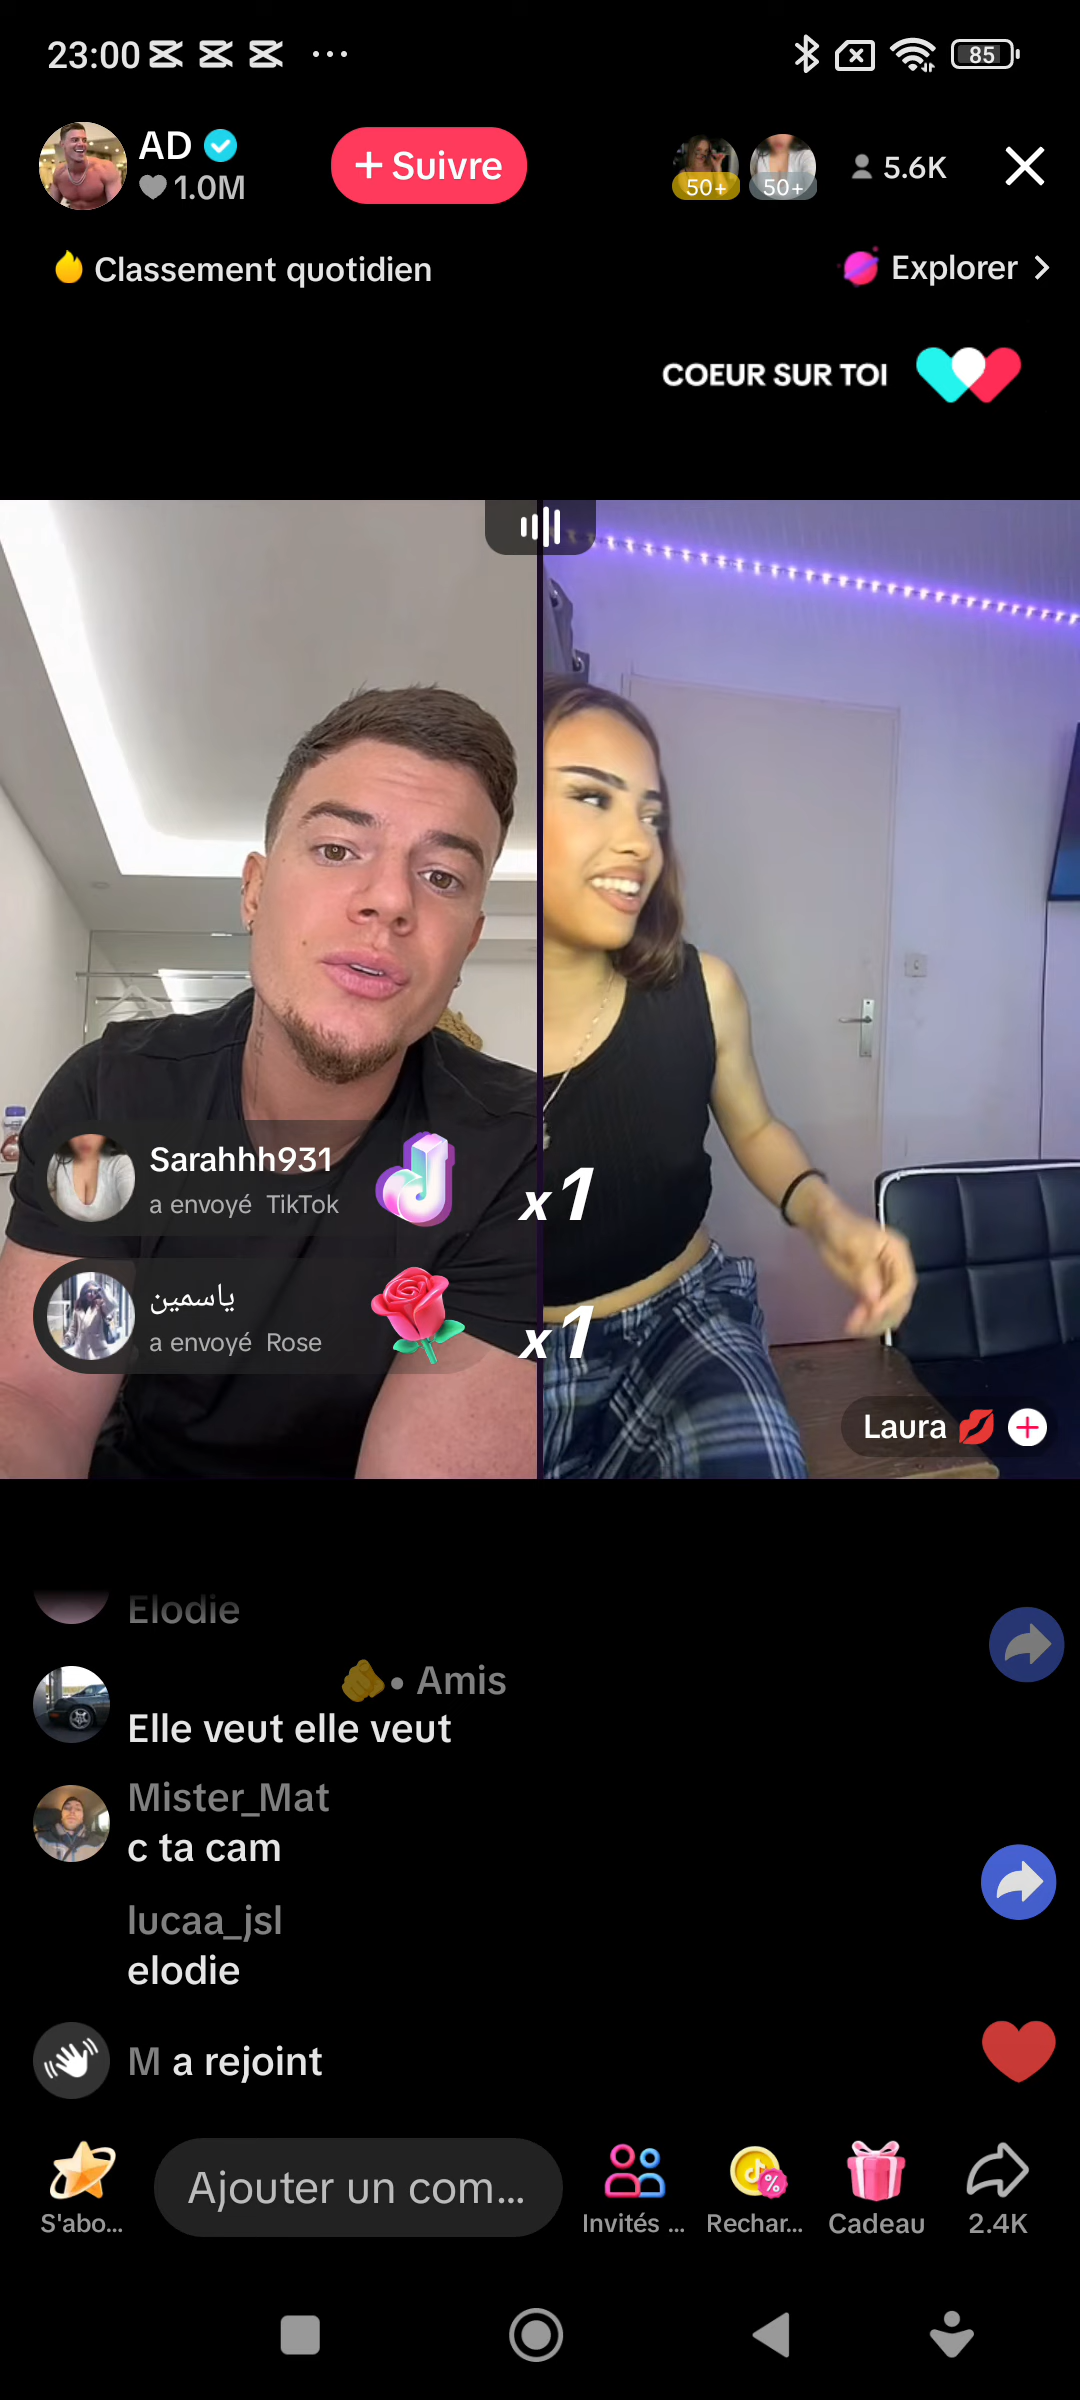 23:00
85
AD
1.0M
+ Suivre
50+
50+
5.6K
Classement quotidien
Explorer >
COEUR SUR TOI
Sarahhh931
a envoyé TikTok
x1
ياسمين
a envoyé Rose
x1
Laura
Elodie
• Amis
Elle veut elle veut
Mister_Mat
c ta cam
lucaa_jsl
elodie
M a rejoint
S'abo...
Ajouter un com...
Invités ...
Rechar...
Cadeau
2.4K